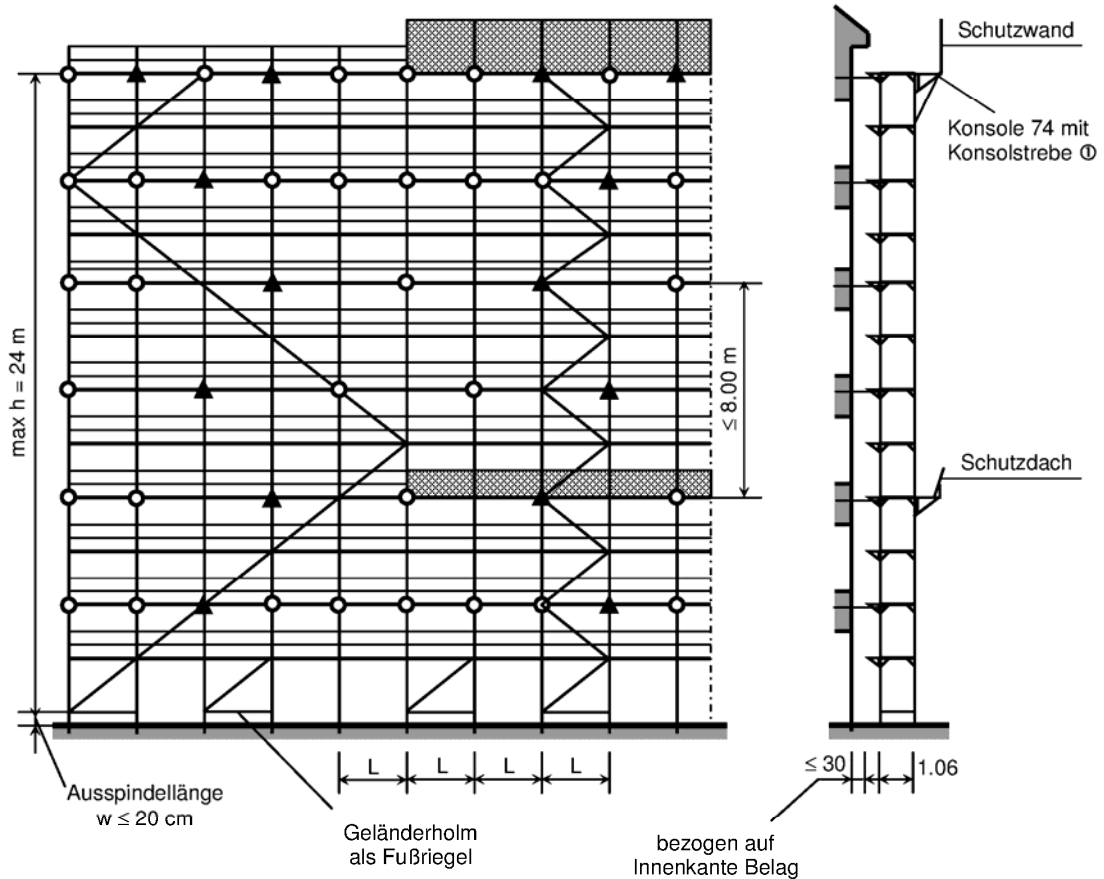 Schutzwand
Konsole 74 mit
Konsolstrebe ①
max h = 24 m
≤ 8.00 m
Schutzdach
L
L
L
L
≤ 30
1.06
Ausspindellänge
w ≤ 20 cm
Geländerholm
als Fußriegel
bezogen auf
Innenkante Belag